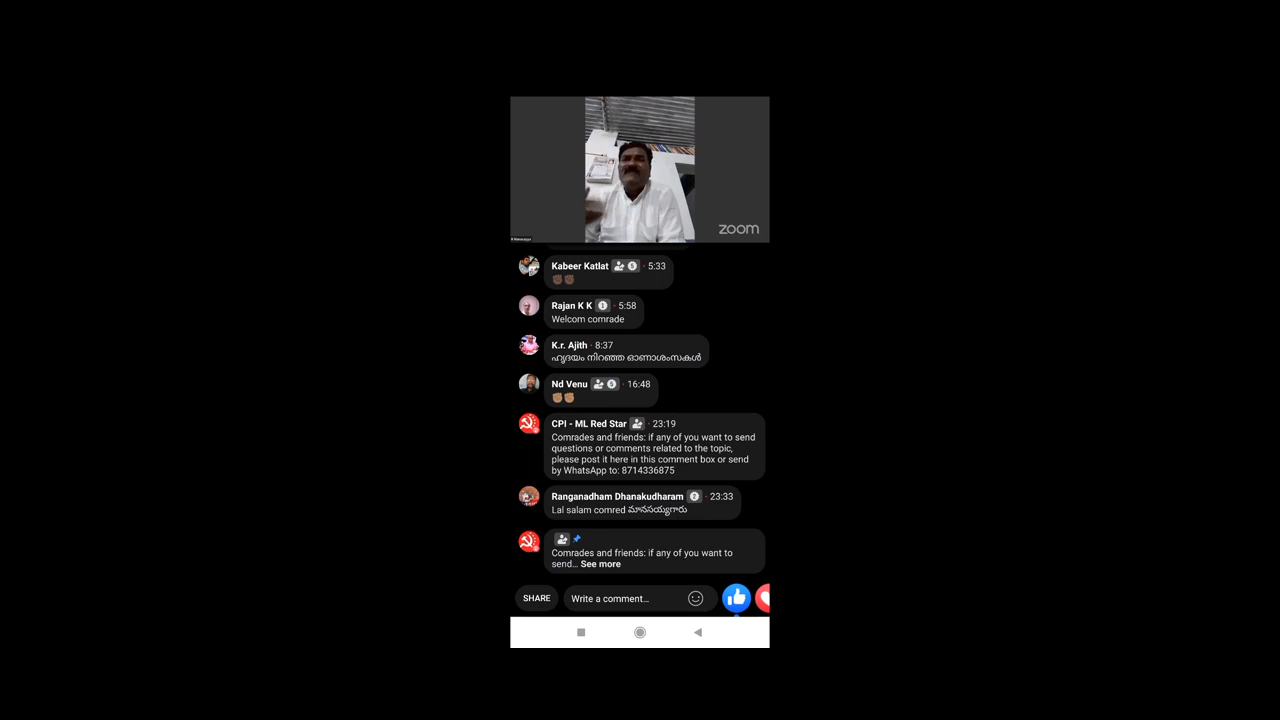 zoom
Kabeer Katlat · 5:33
Rajan K K · 5:58
Welcom comrade
K.r. Ajith · 8:37
ഹൃദയം നിറഞ്ഞ ഓണാശംസകൾ
Nd Venu · 16:48
CPI - ML Red Star · 23:19
Comrades and friends: if any of you want to send
questions or comments related to the topic,
please post it here in this comment box or send
by WhatsApp to: 8714336875
Ranganadham Dhanakudharam · 23:33
Lal salam comred మానసయ్యగారు
Comrades and friends: if any of you want to
send... See more
SHARE
Write a comment...